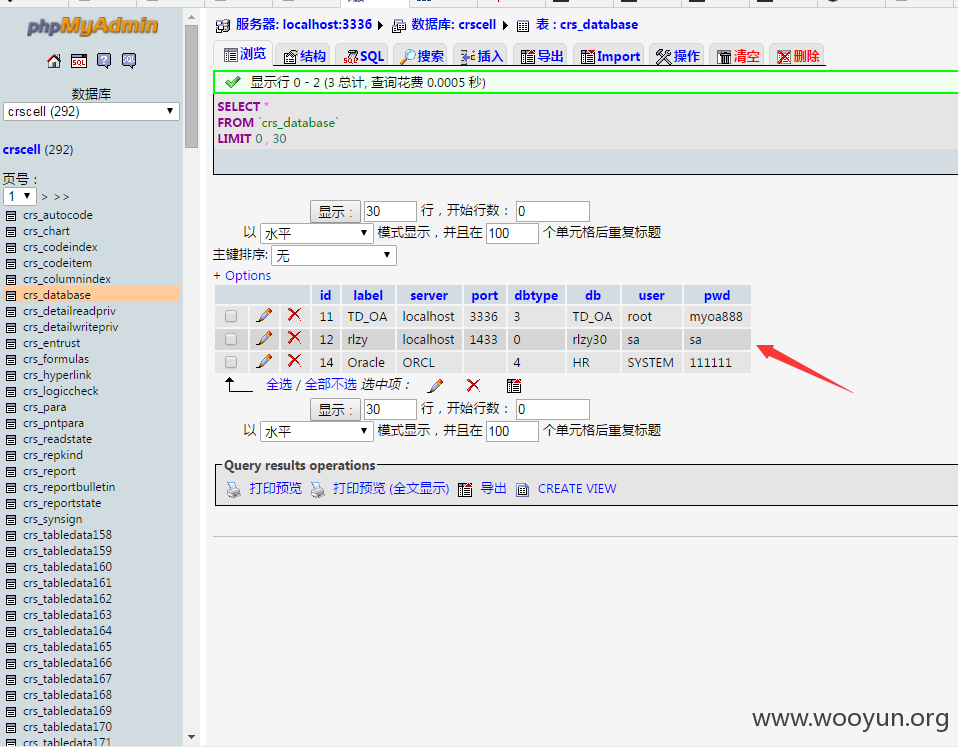 phpMyAdmin
SQL
数据库
crscell (292)
crscell (292)
页号 :
1 > >>
crs_autocode
crs_chart
crs_codeindex
crs_codeitem
crs_columnindex
crs_database
crs_detailreadpriv
crs_detailwritepriv
crs_entrust
crs_formulas
crs_hyperlink
crs_logiccheck
crs_para
crs_pntpara
crs_readstate
crs_repkind
crs_report
crs_reportbulletin
crs_reportstate
crs_synsign
crs_tabledata158
crs_tabledata159
crs_tabledata160
crs_tabledata161
crs_tabledata162
crs_tabledata163
crs_tabledata164
crs_tabledata165
crs_tabledata166
crs_tabledata167
crs_tabledata168
crs_tabledata169
crs_tabledata170
crs_tabledata171
服务器: localhost:3336 数据库: crscell 表 : crs_database
浏览 结构 SQL 搜索 插入 导出 Import 操作 清空 删除
显示行 0 - 2 (3 总计, 查询花费 0.0005 秒)
SELECT *
FROM `crs_database`
LIMIT 0 , 30
显示 : 30 行，开始行数: 0
以 水平 模式显示，并且在 100 个单元格后重复标题
主键排序: 无
+ Options
id label server port dbtype db user pwd
11 TD_OA localhost 3336 3 TD_OA root myoa888
12 rlzy localhost 1433 0 rlzy30 sa sa
14 Oracle ORCL 4 HR SYSTEM 111111
全选 / 全部不选 选中项：
显示 : 30 行，开始行数: 0
以 水平 模式显示，并且在 100 个单元格后重复标题
Query results operations
打印预览 打印预览 (全文显示) 导出 CREATE VIEW
www.wooyun.org